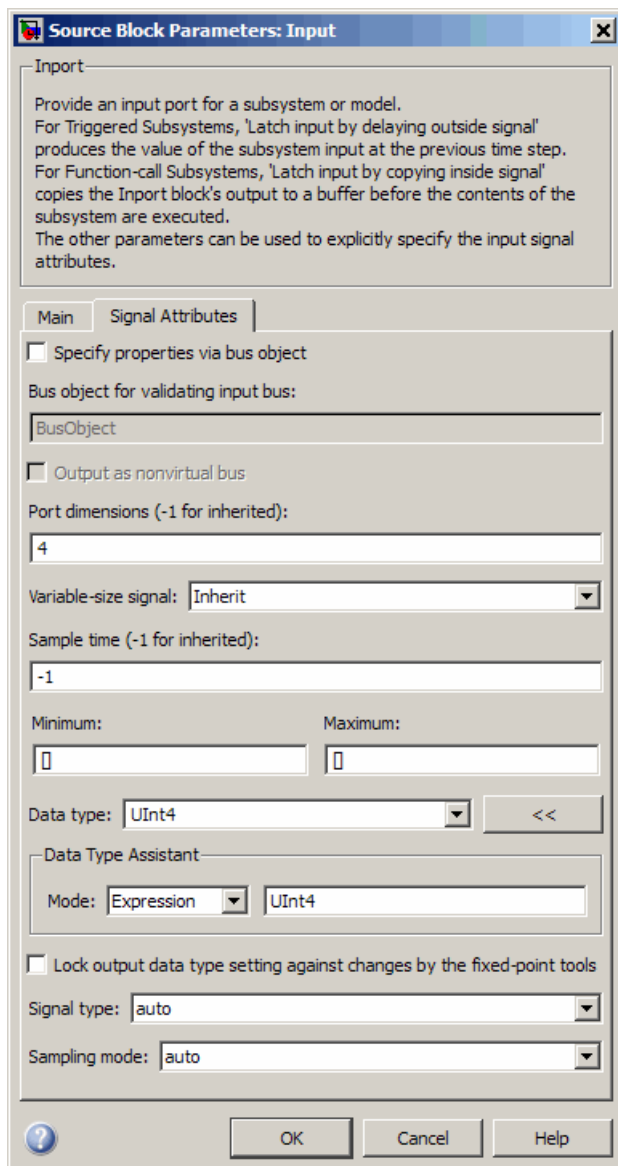 Source Block Parameters: Input
Inport
Provide an input port for a subsystem or model.
For Triggered Subsystems, 'Latch input by delaying outside signal'
produces the value of the subsystem input at the previous time step.
For Function-call Subsystems, 'Latch input by copying inside signal'
copies the Inport block's output to a buffer before the contents of the
subsystem are executed.
The other parameters can be used to explicitly specify the input signal
attributes.
Main Signal Attributes
Specify properties via bus object
Bus object for validating input bus:
BusObject
Output as nonvirtual bus
Port dimensions (-1 for inherited):
4
Variable-size signal: Inherit
Sample time (-1 for inherited):
-1
Minimum: Maximum:
[] []
Data type: UInt4 <<
Data Type Assistant
Mode: Expression UInt4
Lock output data type setting against changes by the fixed-point tools
Signal type: auto
Sampling mode: auto
? OK Cancel Help